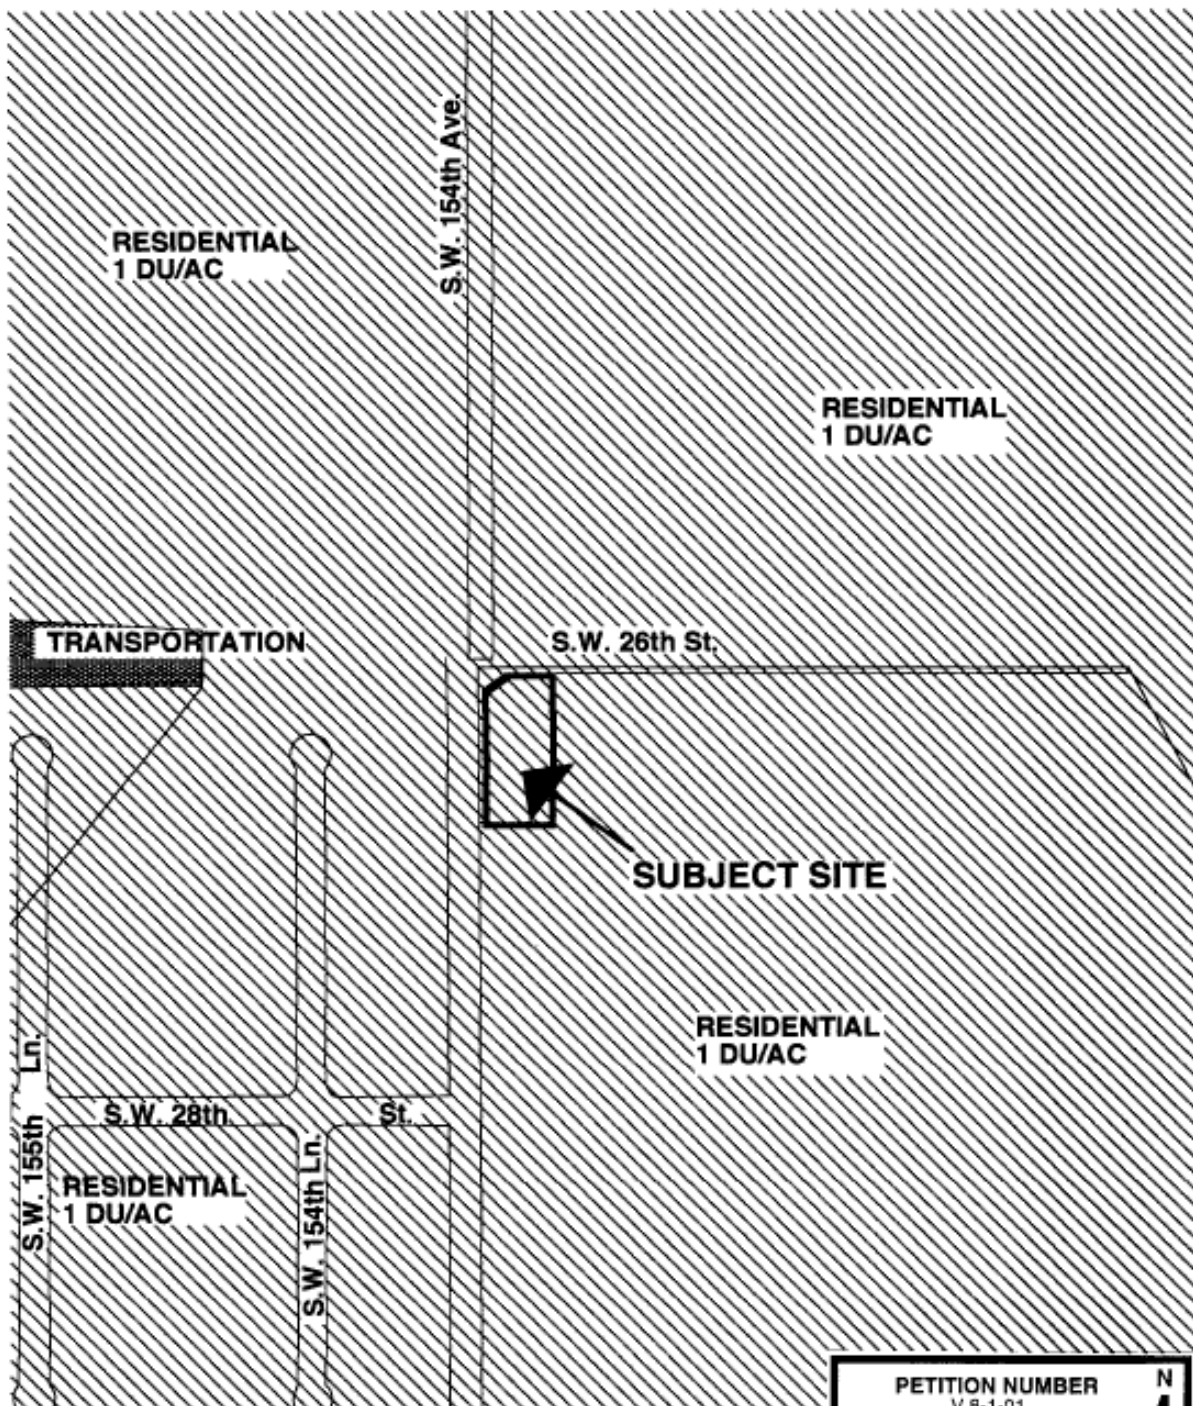 S.W. 154th Ave.
RESIDENTIAL
1 DU/AC
RESIDENTIAL
1 DU/AC
TRANSPORTATION
S.W. 26th St.
SUBJECT SITE
RESIDENTIAL
1 DU/AC
S.W. 155th Ln.
S.W. 28th St.
S.W. 154th Ln.
RESIDENTIAL
1 DU/AC
PETITION NUMBER
N